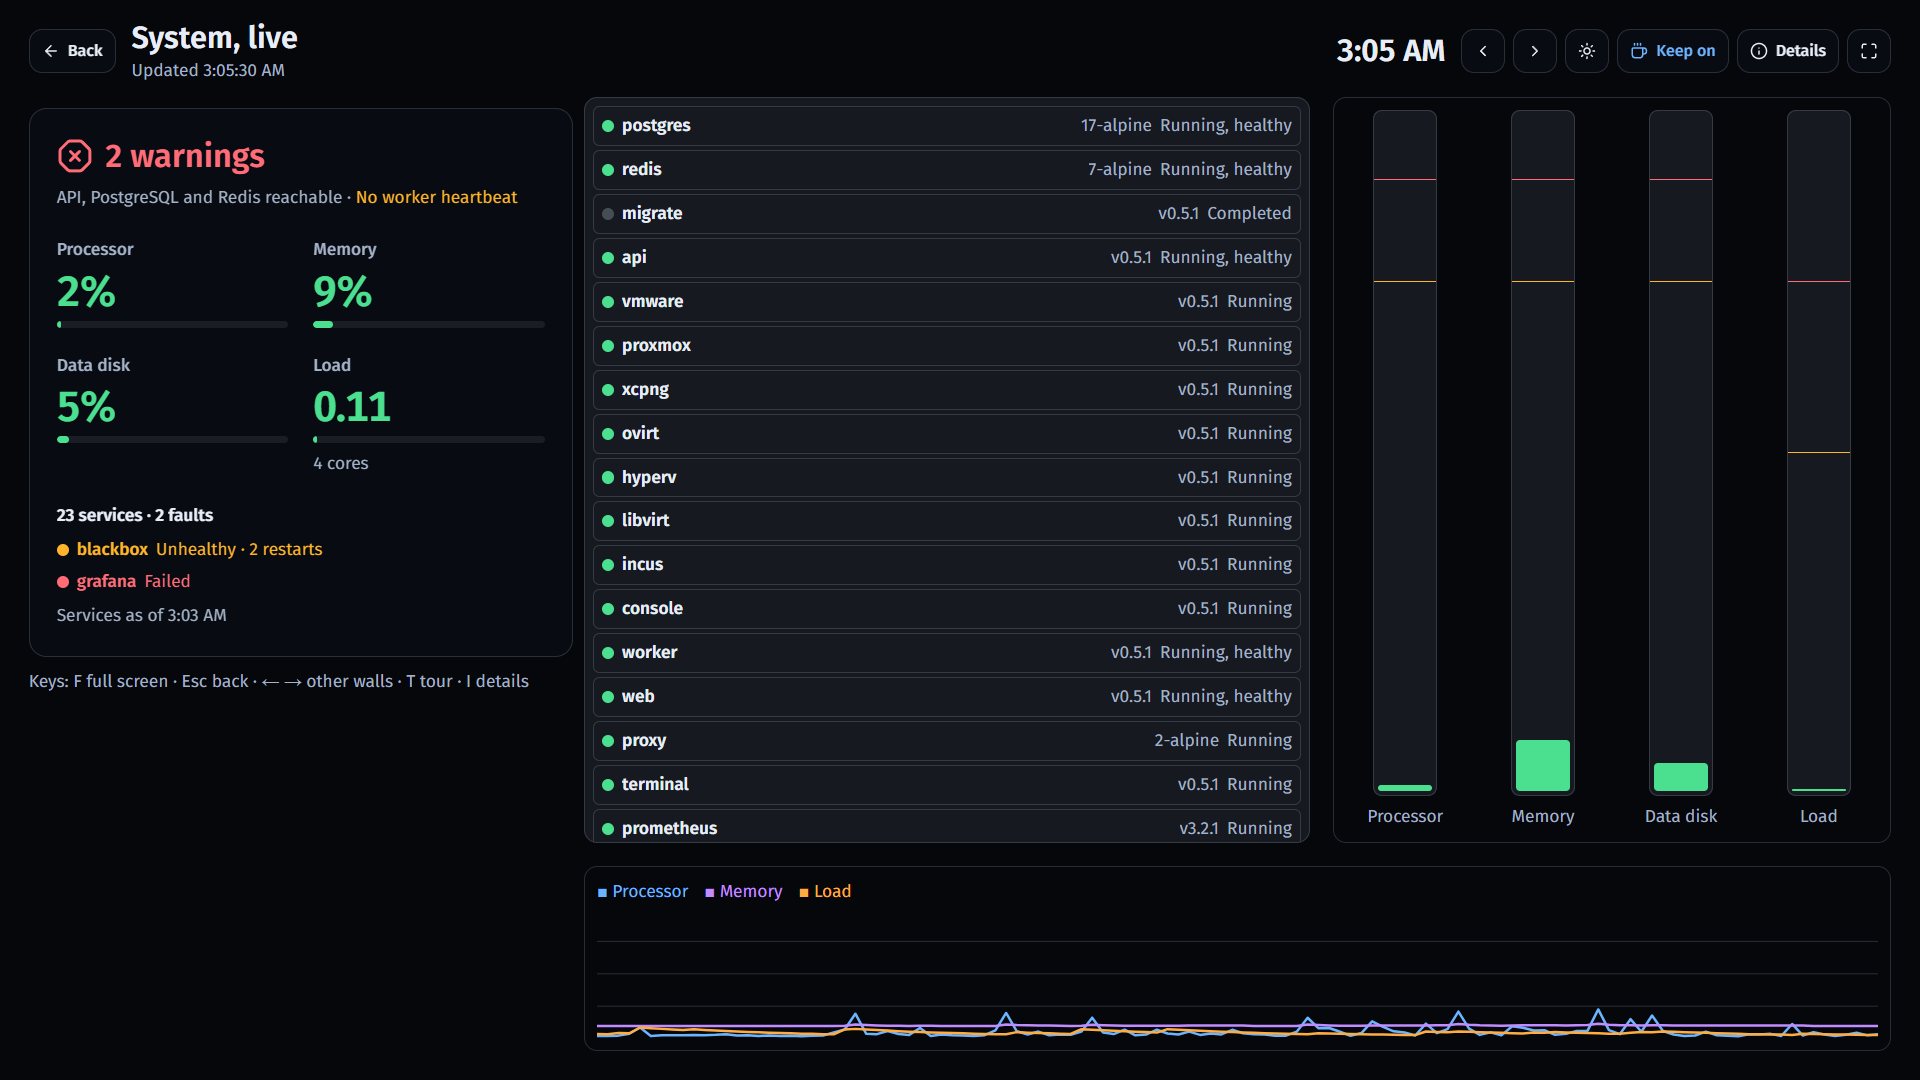 Back
System, live
Updated 3:05:30 AM
3:05 AM
Keep on
Details
2 warnings
API, PostgreSQL and Redis reachable · No worker heartbeat
Processor
2%
Memory
9%
Data disk
5%
Load
0.11
4 cores
23 services · 2 faults
blackbox Unhealthy · 2 restarts
grafana Failed
Services as of 3:03 AM
Keys: F full screen · Esc back · ←→ other walls · T tour · I details
postgres 17-alpine Running, healthy
redis 7-alpine Running, healthy
migrate v0.5.1 Completed
api v0.5.1 Running, healthy
vmware v0.5.1 Running
proxmox v0.5.1 Running
xcpng v0.5.1 Running
ovirt v0.5.1 Running
hyperv v0.5.1 Running
libvirt v0.5.1 Running
incus v0.5.1 Running
console v0.5.1 Running
worker v0.5.1 Running, healthy
web v0.5.1 Running, healthy
proxy 2-alpine Running
terminal v0.5.1 Running
prometheus v3.2.1 Running
Processor Memory Data disk Load
Processor Memory Load